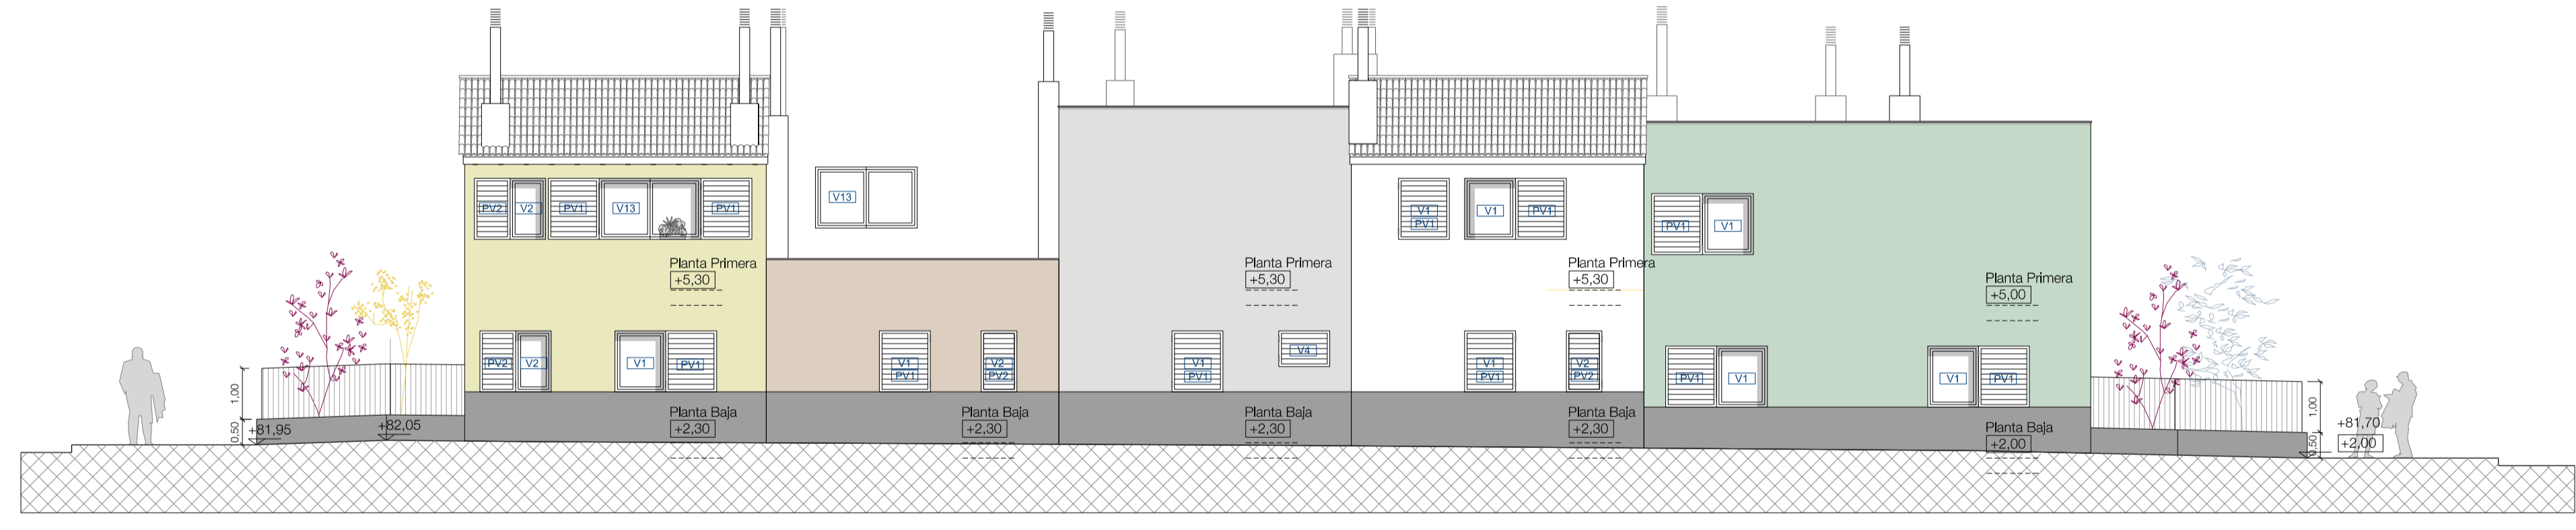 PV2 V2 PV1 V13 PV1
V13
V1
PV1
V1 PV1
PV1 V1
Planta Primera
+5,30
Planta Primera
+5,30
Planta Primera
+5,30
Planta Primera
+5,00
PV2 V2 V1 PV1
V1
PV1
V2
PV2
V1
PV1
V4
V1
PV1
V2
PV2
PV1 V1 V1 PV1
1,00
0,50
+81,95
+82,05
Planta Baja
+2,30
Planta Baja
+2,30
Planta Baja
+2,30
Planta Baja
+2,30
Planta Baja
+2,00
1,00
0,50
+81,70
+2,00